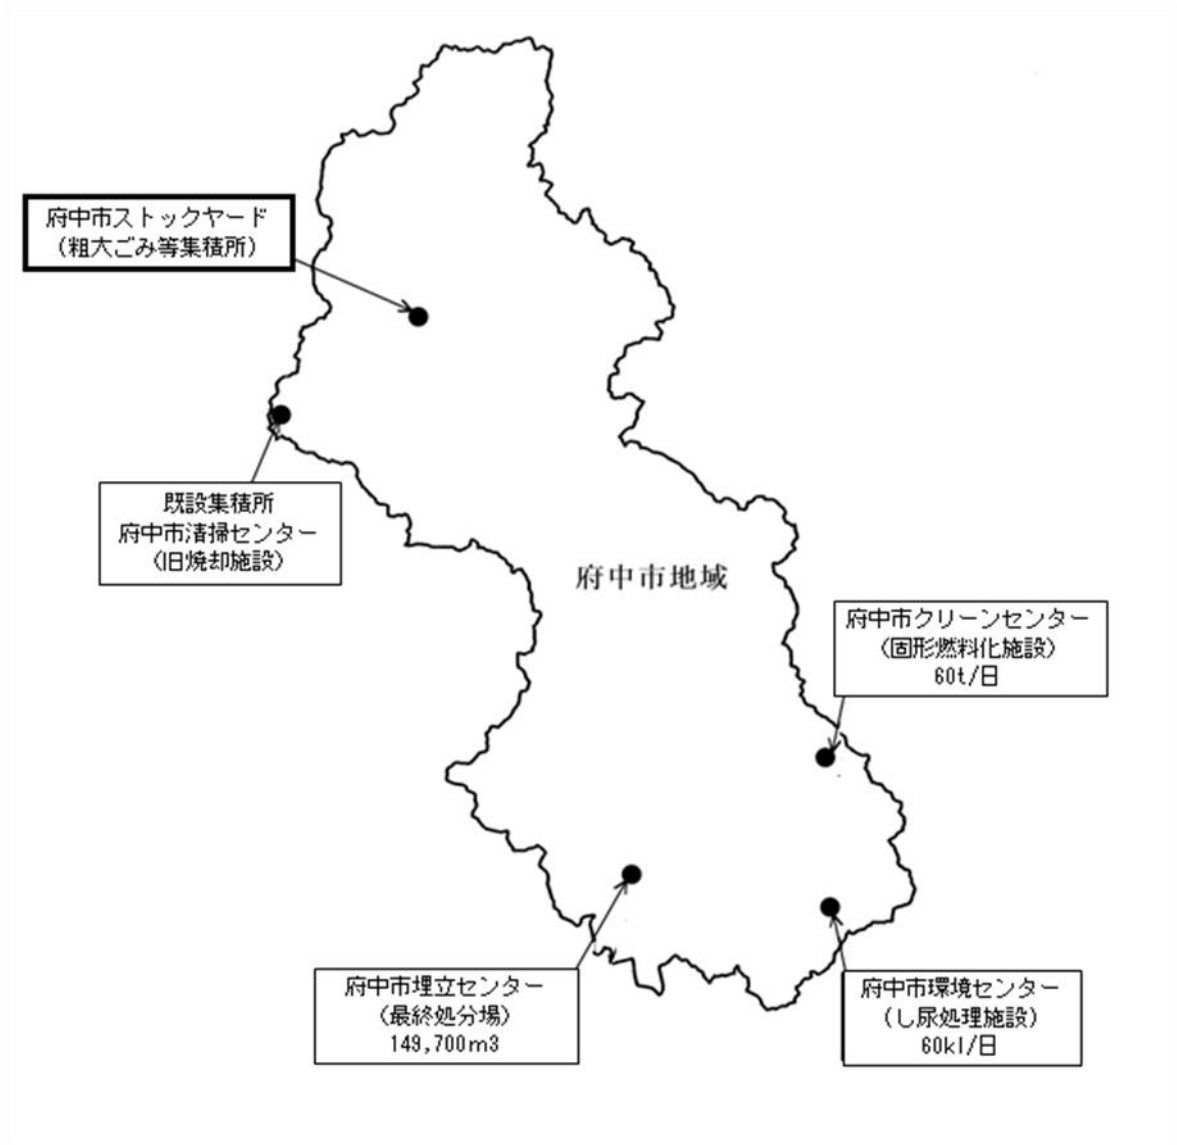 府中市ストックヤード
（粗大ごみ等集積所）
既設集積所
府中市清掃センター
（旧焼却施設）
府中市地域
府中市クリーンセンター
（固形燃料化施設）
60t/日
府中市埋立センター
（最終処分場）
149,700m3
府中市環境センター
（し尿処理施設）
60kl/日